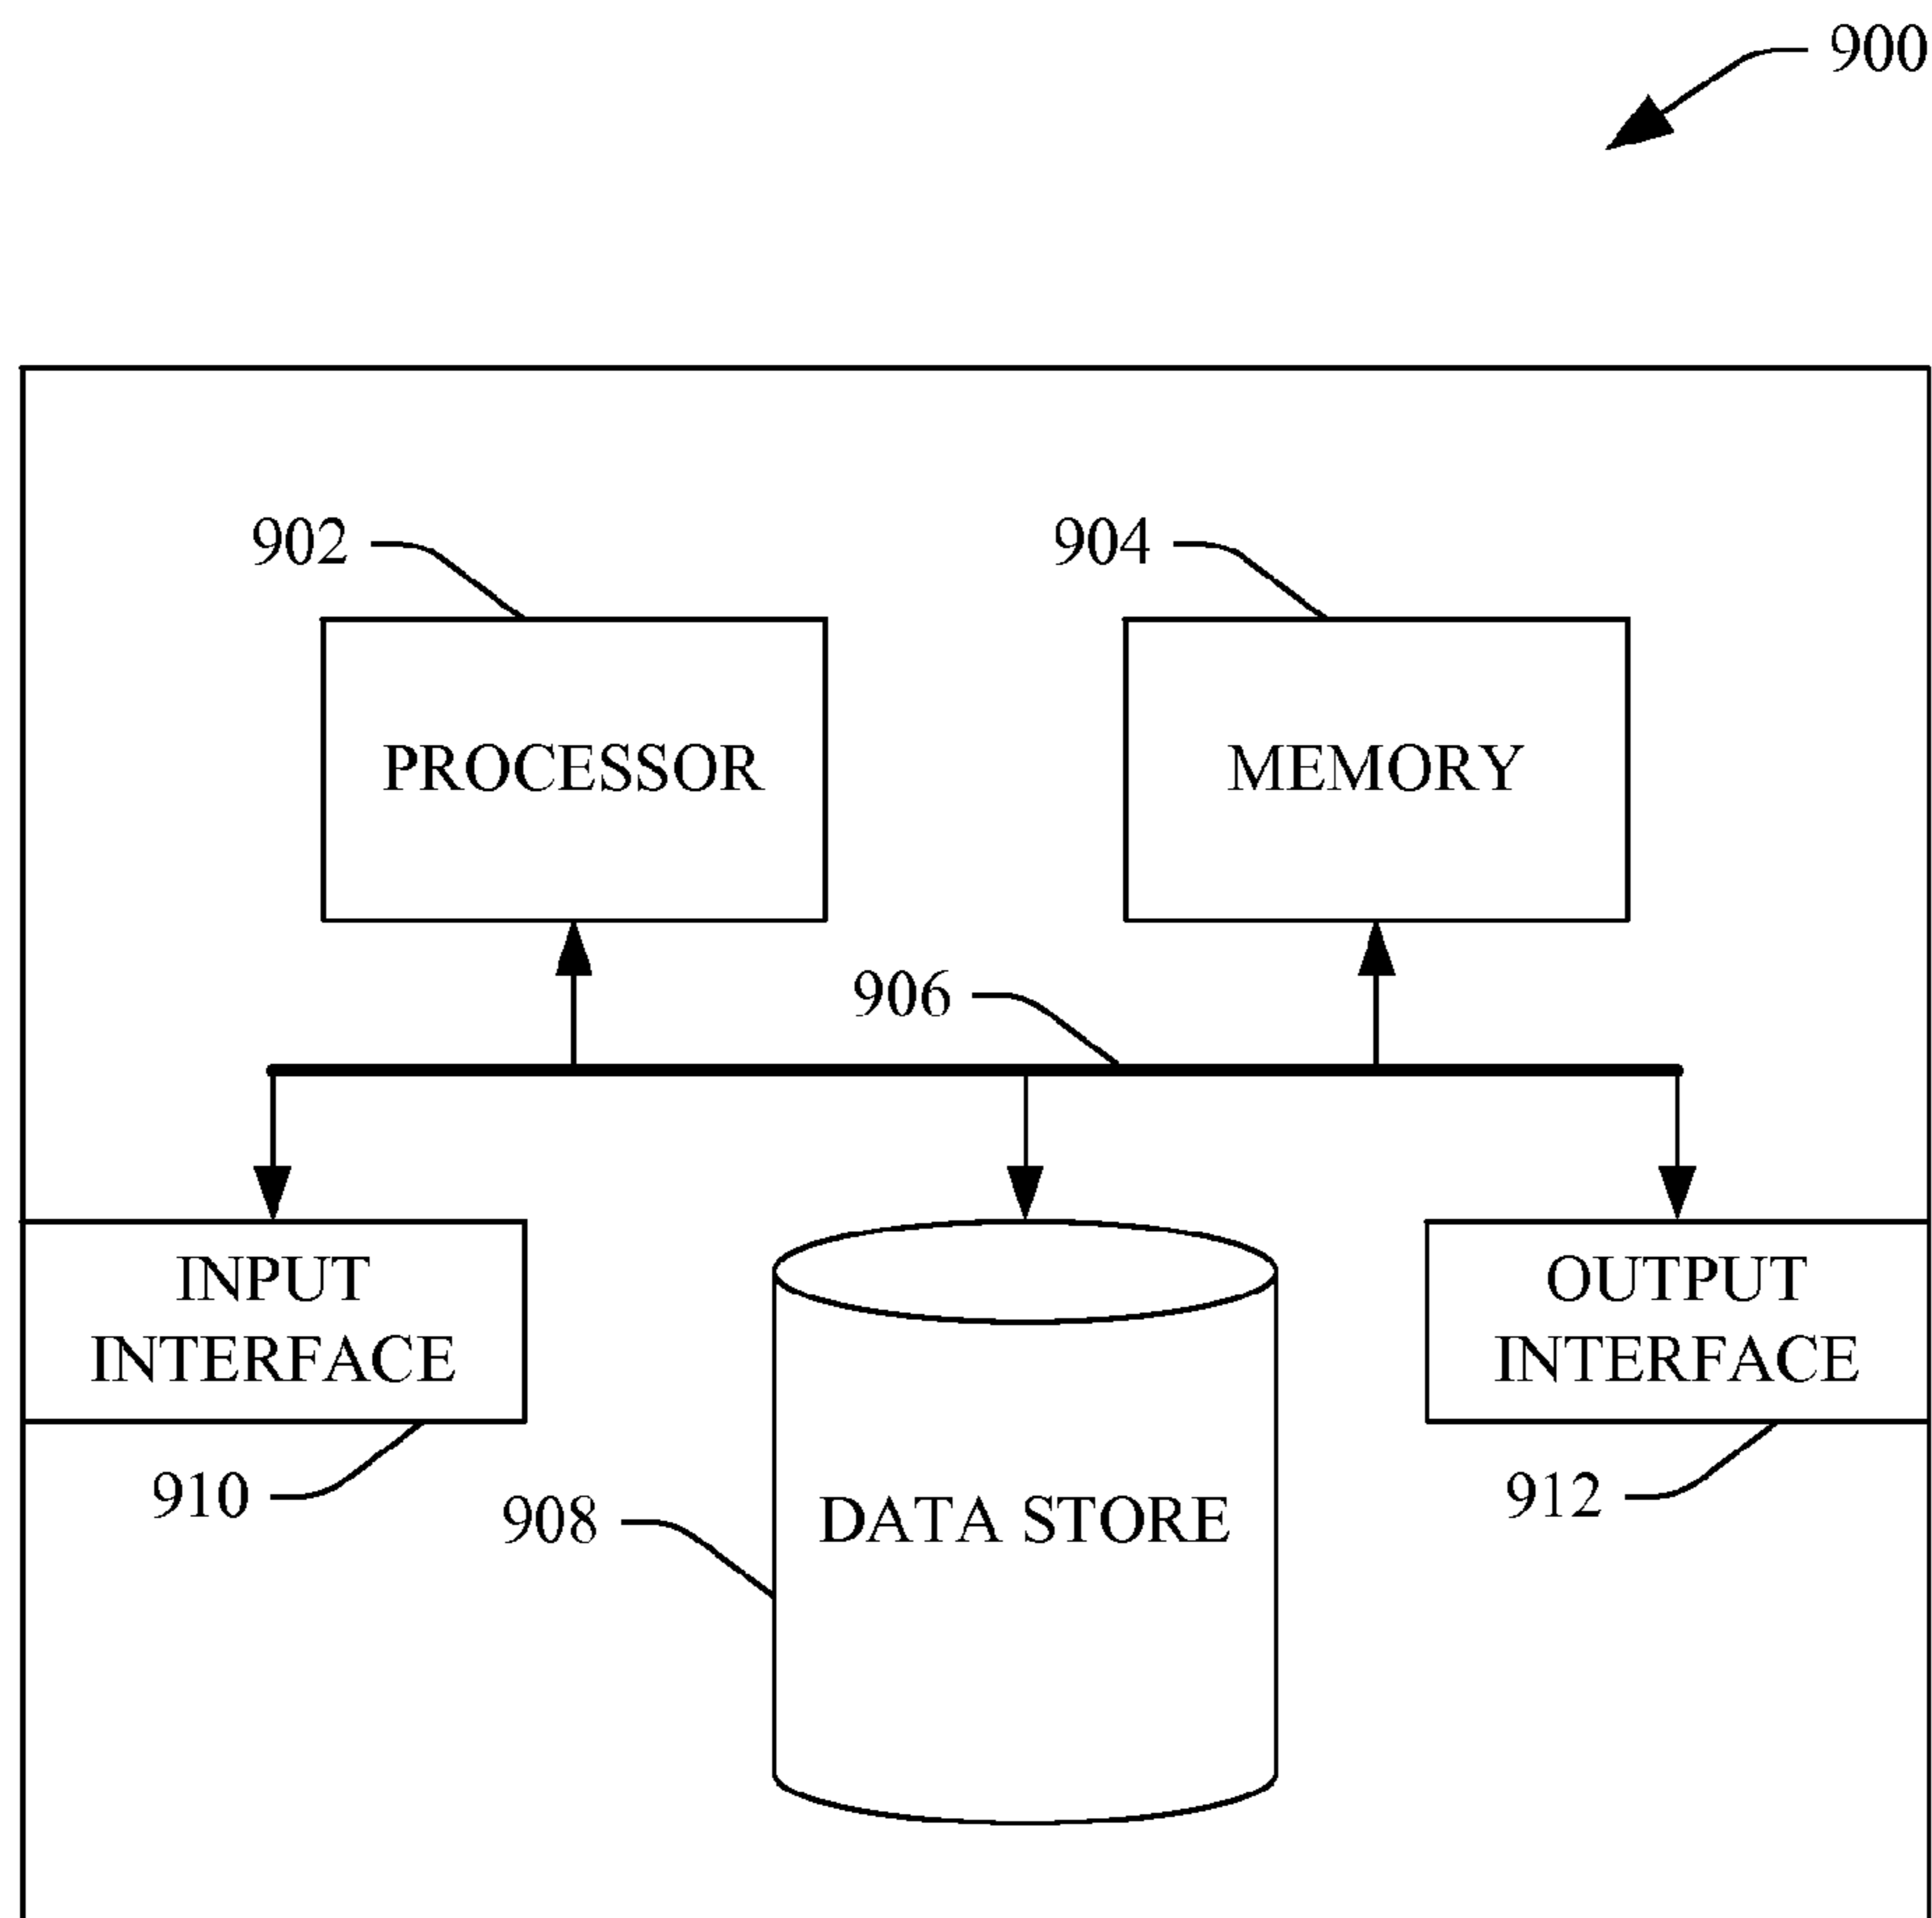 900
902
904
PROCESSOR
MEMORY
906
INPUT
INTERFACE
OUTPUT
INTERFACE
910
908
DATA STORE
912